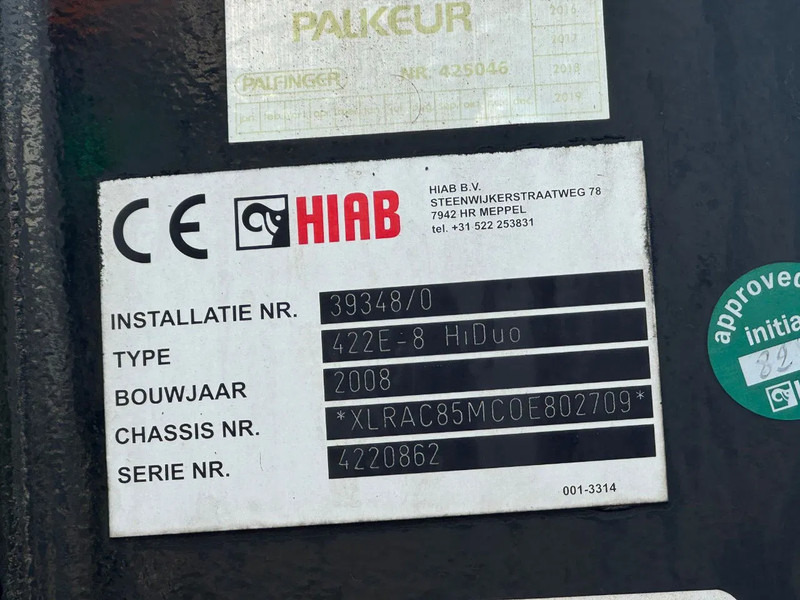 PALKEUR
PALFINGER NR. 425046
2016
2017
2018
2019
CE HIAB
HIAB B.V.
STEENWIJKERSTRAATWEG 78
7942 HR MEPPEL
tel. +31 522 253831
INSTALLATIE NR. 39348/0
TYPE 422E-8 HiDuo
BOUWJAAR 2008
CHASSIS NR. *XLRAC85MC0E802709*
SERIE NR. 4220862
001-3314
approved
initia
82